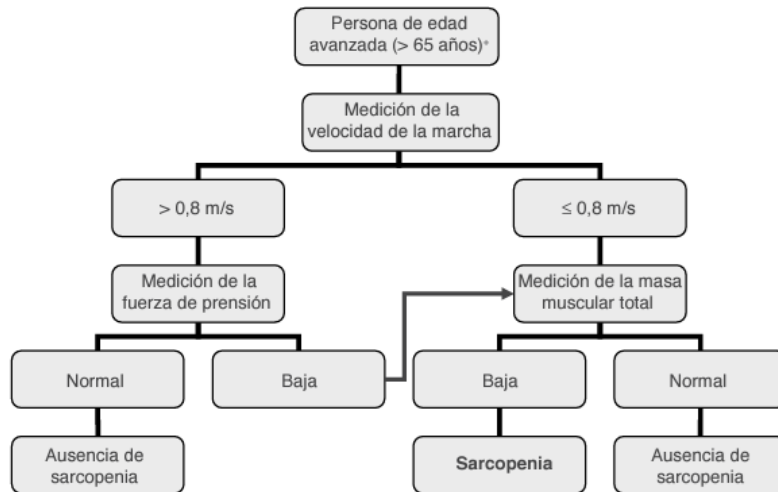 Persona de edad
avanzada (> 65 años)*
Medición de la
velocidad de la marcha
> 0,8 m/s
≤ 0,8 m/s
Medición de la
fuerza de prensión
Medición de la masa
muscular total
Normal
Baja
Baja
Normal
Ausencia de
sarcopenia
Sarcopenia
Ausencia de
sarcopenia